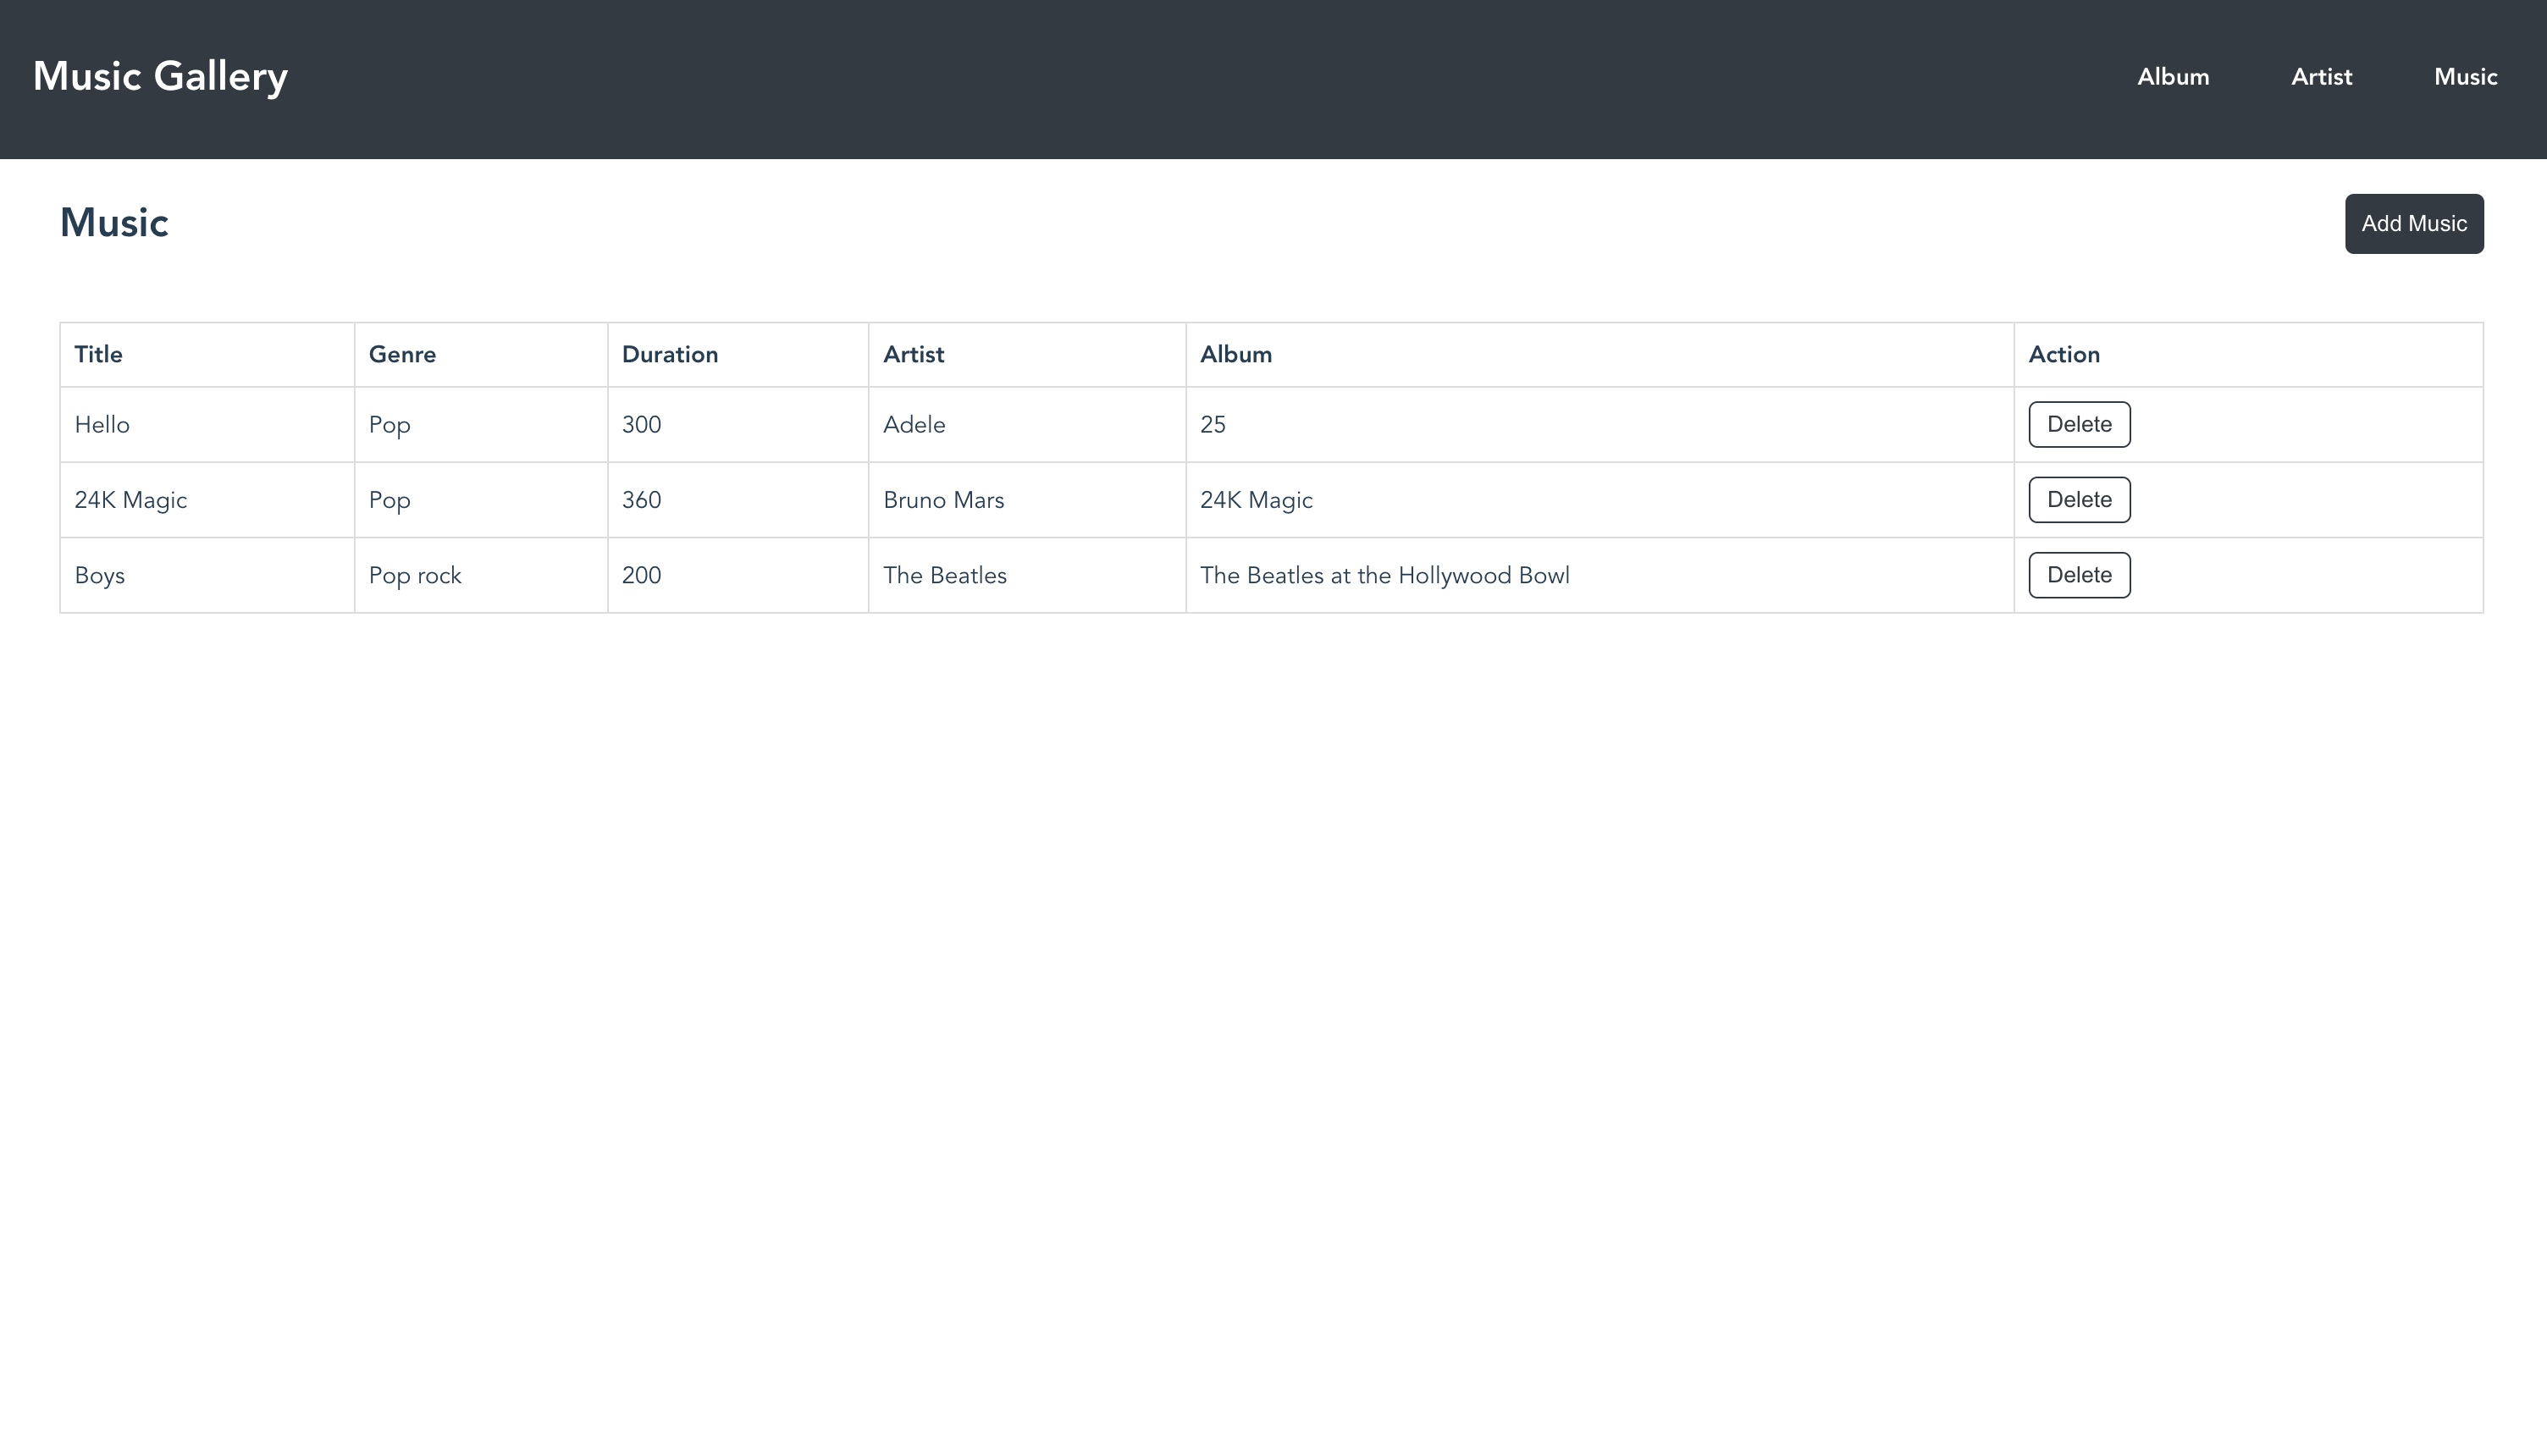 Music Gallery Album Artist Music
Music Add Music
Title Genre Duration Artist Album Action
Hello Pop 300 Adele 25 Delete
24K Magic Pop 360 Bruno Mars 24K Magic Delete
Boys Pop rock 200 The Beatles The Beatles at the Hollywood Bowl Delete